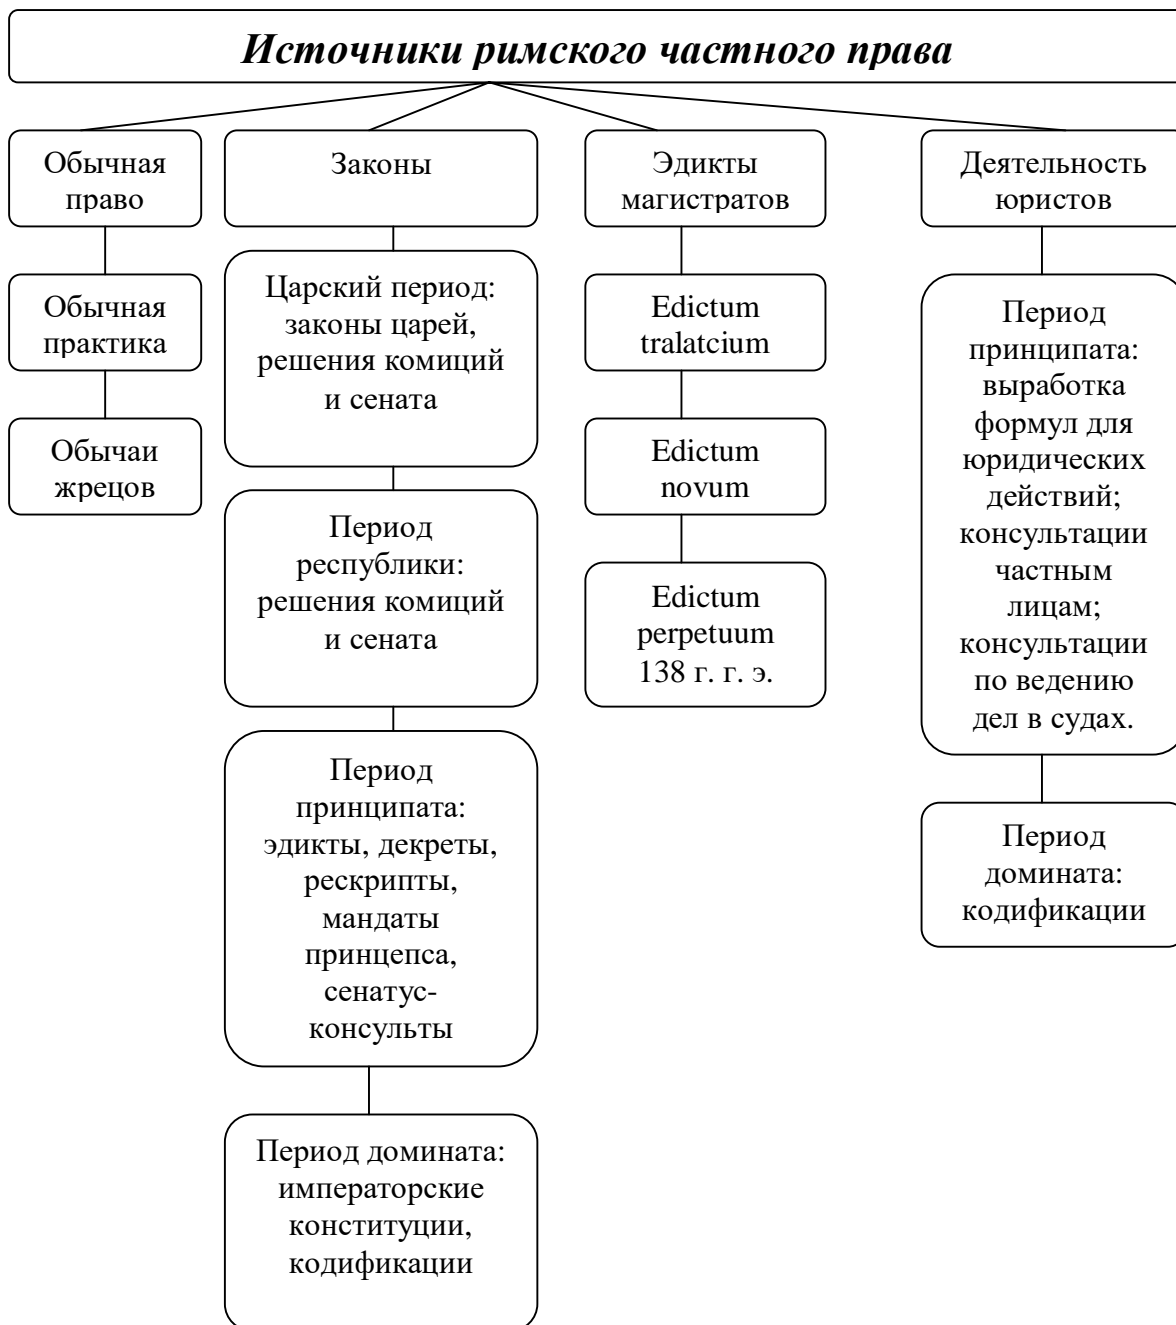 Источники римского частного права
Обычная
право
Обычная
практика
Обычаи
жрецов
Законы
Царский период:
законы царей,
решения комиций
и сената
Период
республики:
решения комиций
и сената
Период
принципата:
эдикты, декреты,
рескрипты,
мандаты
принцепса,
сенатус-
консульты
Период домината:
императорские
конституции,
кодификации
Эдикты
магистратов
Edictum
tralatcium
Edictum
novum
Edictum
perpetuum
138 г. г. э.
Деятельность
юристов
Период
принципата:
выработка
формул для
юридических
действий;
консультации
частным
лицам;
консультации
по ведению
дел в судах.
Период
домината:
кодификации